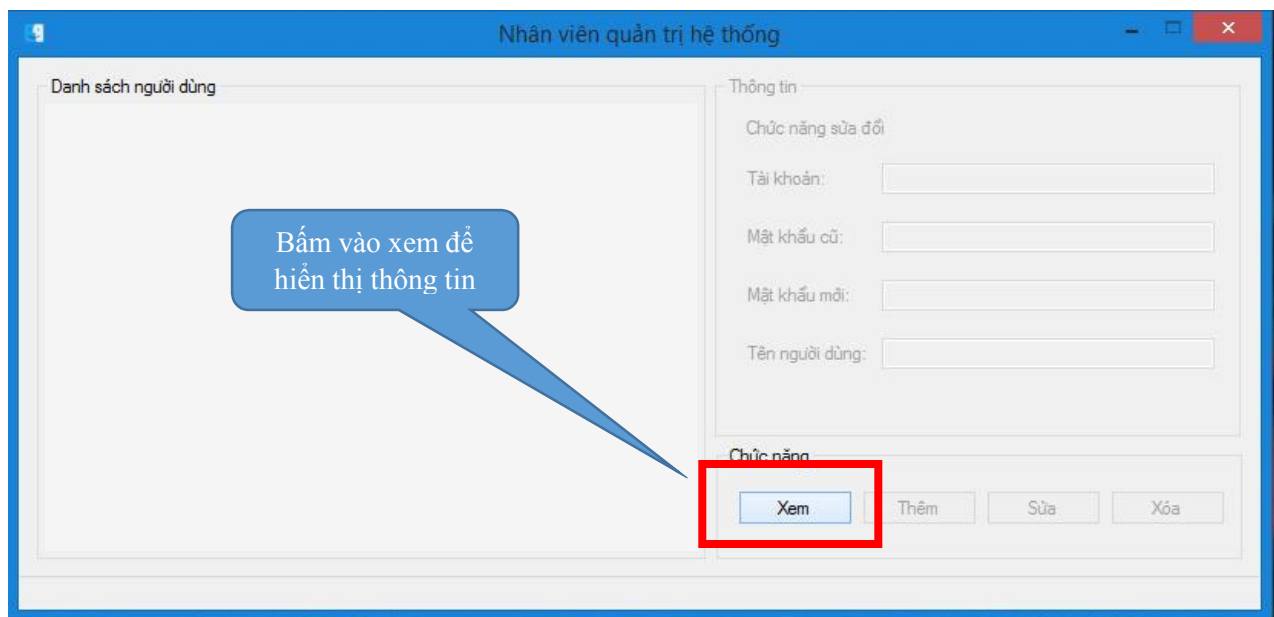 Nhân viên quản trị hệ thống
Danh sách người dùng
Thông tin
Chức năng sửa đổi
Tài khoản:
Mật khẩu cũ:
Mật khẩu mới:
Tên người dùng:
Bấm vào xem để
hiển thị thông tin
Chức năng
Xem
Thêm
Sửa
Xóa